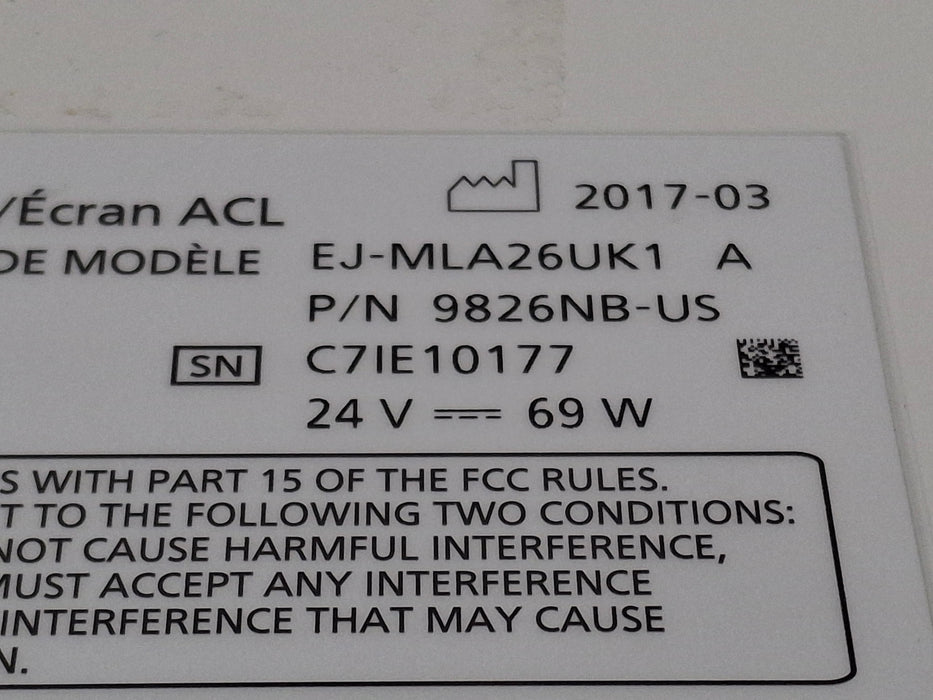 /Écran ACL
2017-03
DE MODÈLE EJ-MLA26UK1 A
P/N 9826NB-US
SN C7IE10177
24 V ⎓ 69 W
S WITH PART 15 OF THE FCC RULES.
T TO THE FOLLOWING TWO CONDITIONS:
NOT CAUSE HARMFUL INTERFERENCE,
MUST ACCEPT ANY INTERFERENCE
INTERFERENCE THAT MAY CAUSE
N.